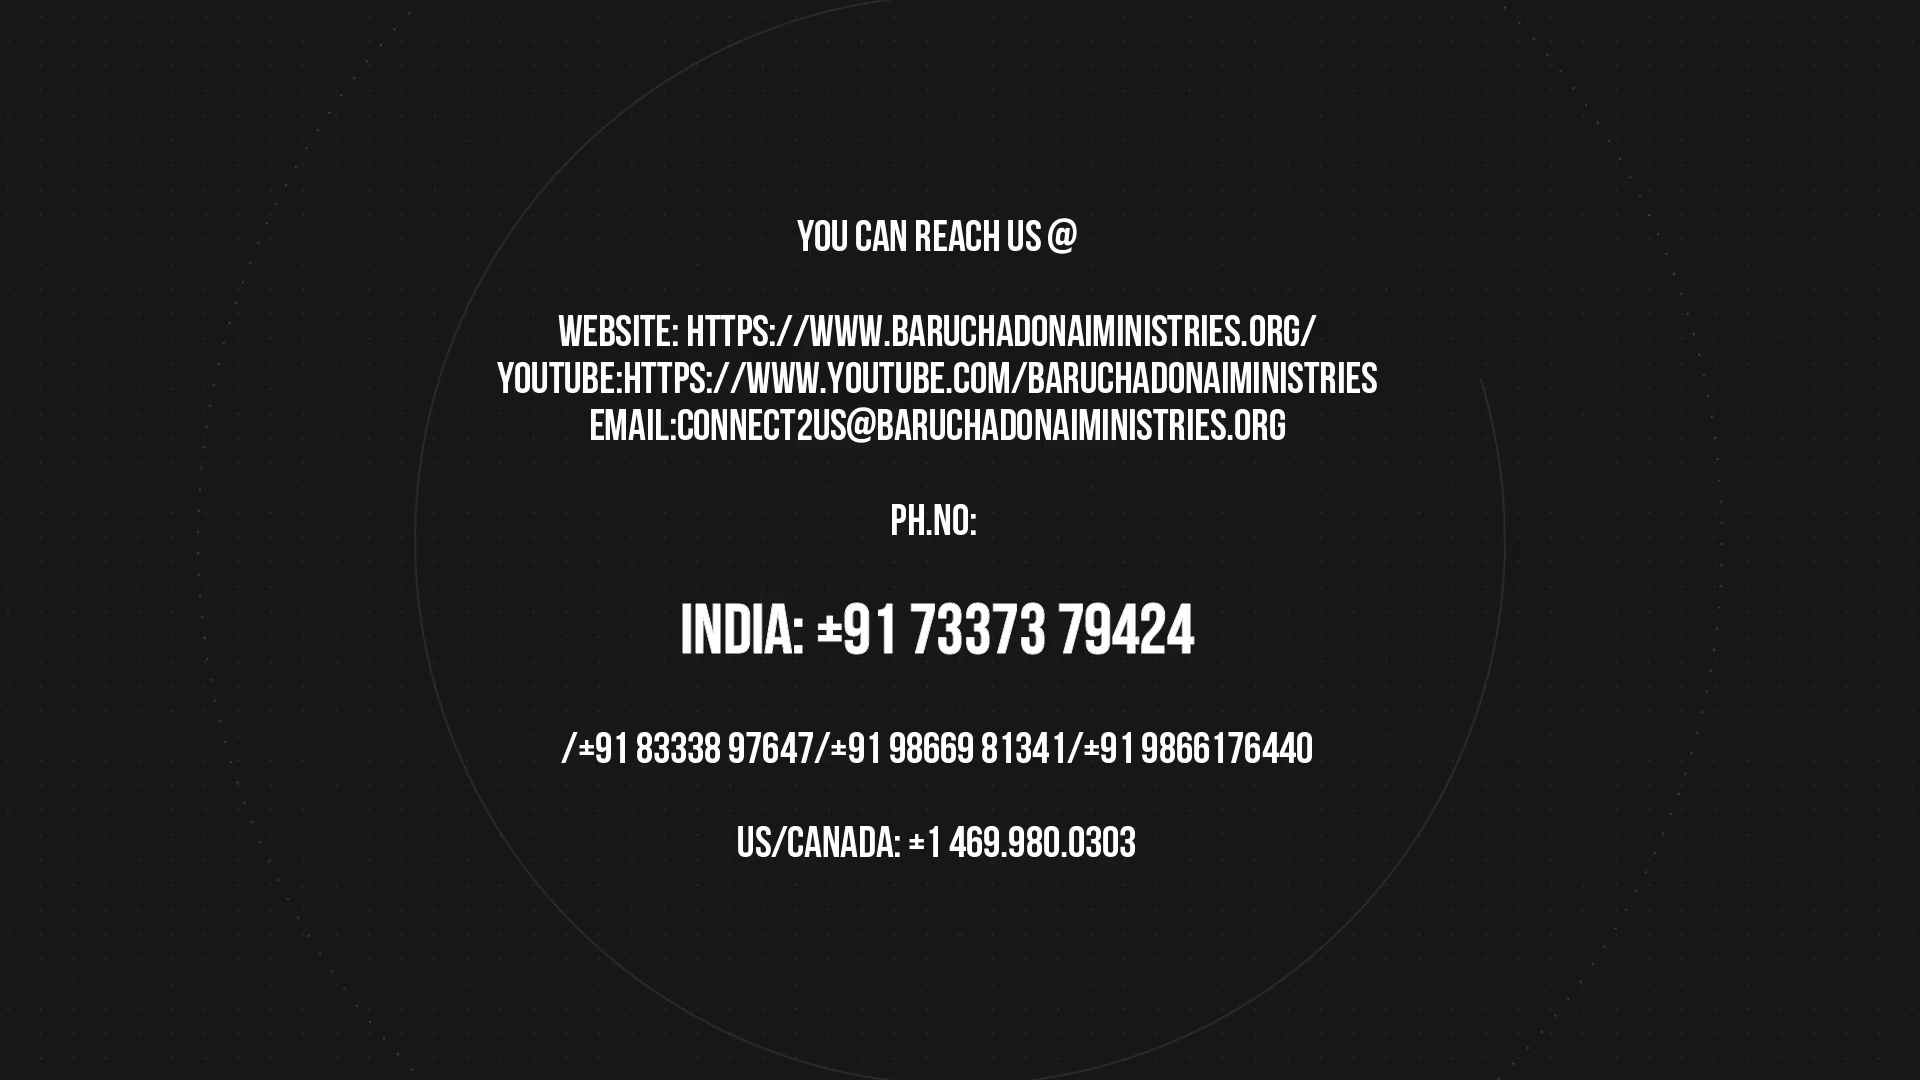 YOU CAN REACH US @
WEBSITE: HTTPS://WWW.BARUCHADONAIMINISTRIES.ORG/
YOUTUBE:HTTPS://WWW.YOUTUBE.COM/BARUCHADONAIMINISTRIES
EMAIL:CONNECT2US@BARUCHADONAIMINISTRIES.ORG
PH.NO:
INDIA: ±91 73373 79424
/±91 83338 97647/±91 98669 81341/±91 9866176440
US/CANADA: ±1 469.980.0303